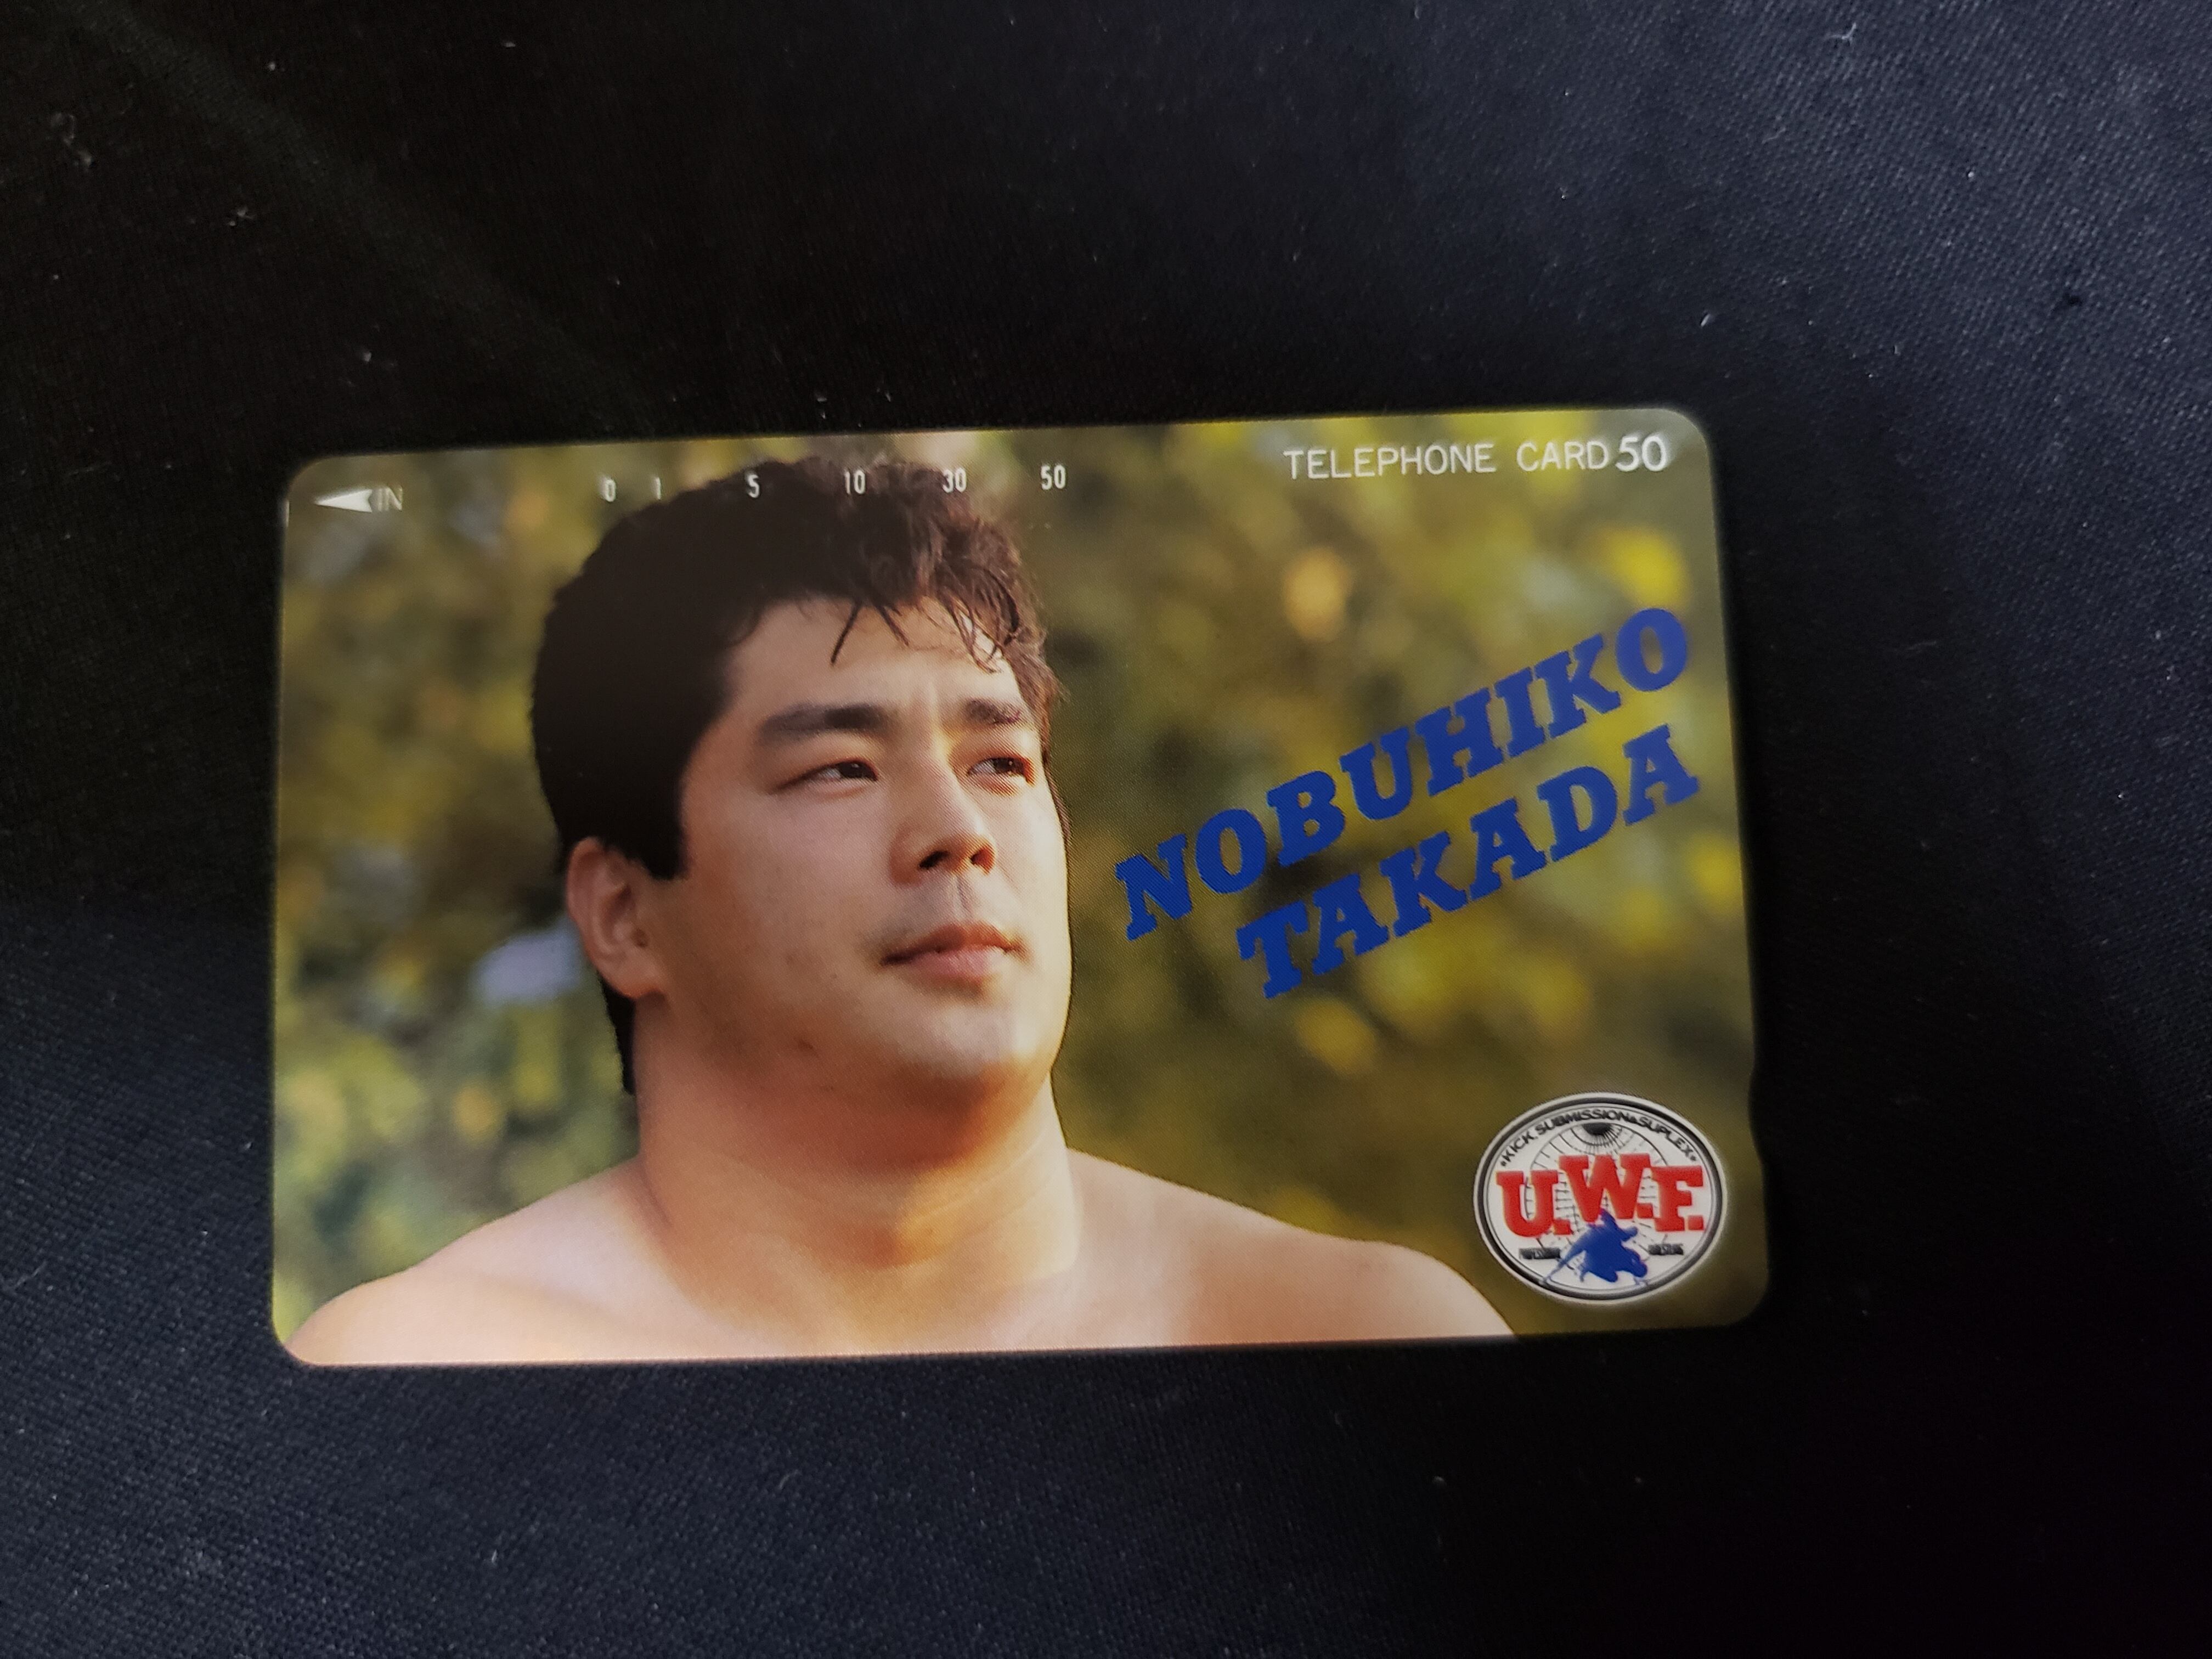 IN
0 1 5 10 30 50
TELEPHONE CARD 50
NOBUHIKO
TAKADA
•KICK.SUBMISSION&SUPLEX•
U.W.F.